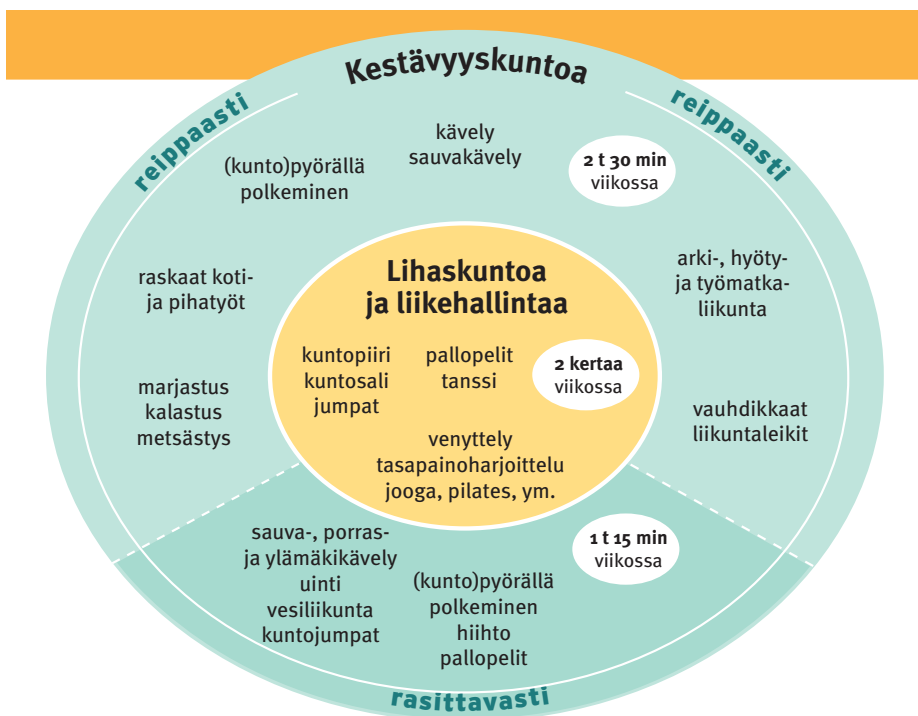 Kestävyyskuntoa
reippaasti
reippaasti
kävely
sauvakävely
2 t 30 min
viikossa
(kunto)pyörällä
polkeminen
raskaat koti-
ja pihatyöt
arki-, hyöty-
ja työmatka-
liikunta
marjastus
kalastus
metsästys
vauhdikkaat
liikuntaleikit
Lihaskuntoa
ja liikehallintaa
kuntopiiri
kuntosali
jumpat
pallopelit
tanssi
2 kertaa
viikossa
venyttely
tasapainoharjoittelu
jooga, pilates, ym.
sauva-, porras-
ja ylämäkikävely
uinti
vesiliikunta
kuntojumpat
(kunto)pyörällä
polkeminen
hiihto
pallopelit
1 t 15 min
viikossa
rasittavasti